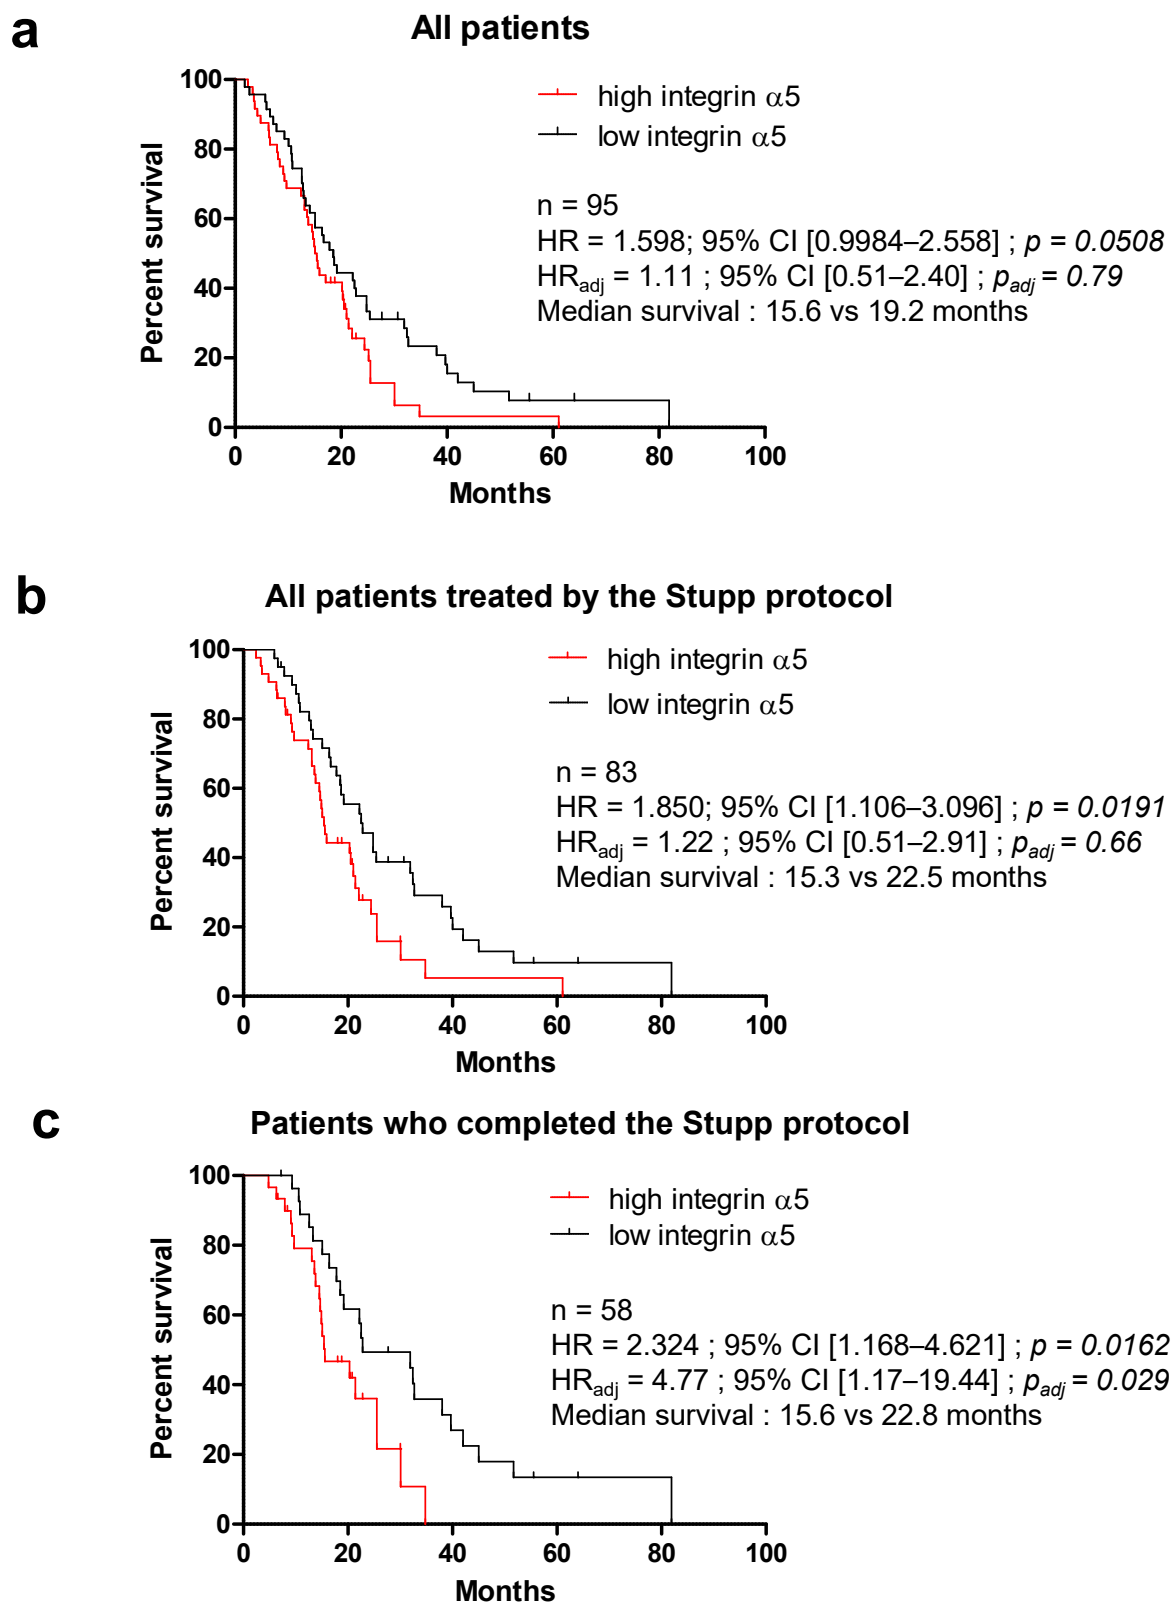 a
All patients
high integrin α5
low integrin α5
n = 95
HR = 1.598; 95% CI [0.9984–2.558] ; p = 0.0508
HRadj = 1.11 ; 95% CI [0.51–2.40] ; padj = 0.79
Median survival : 15.6 vs 19.2 months
Percent survival
100
80
60
40
20
0
0 20 40 60 80 100
Months
b
All patients treated by the Stupp protocol
high integrin α5
low integrin α5
n = 83
HR = 1.850; 95% CI [1.106–3.096] ; p = 0.0191
HRadj = 1.22 ; 95% CI [0.51–2.91] ; padj = 0.66
Median survival : 15.3 vs 22.5 months
Percent survival
100
80
60
40
20
0
0 20 40 60 80 100
Months
c
Patients who completed the Stupp protocol
high integrin α5
low integrin α5
n = 58
HR = 2.324 ; 95% CI [1.168–4.621] ; p = 0.0162
HRadj = 4.77 ; 95% CI [1.17–19.44] ; padj = 0.029
Median survival : 15.6 vs 22.8 months
Percent survival
100
80
60
40
20
0
0 20 40 60 80 100
Months